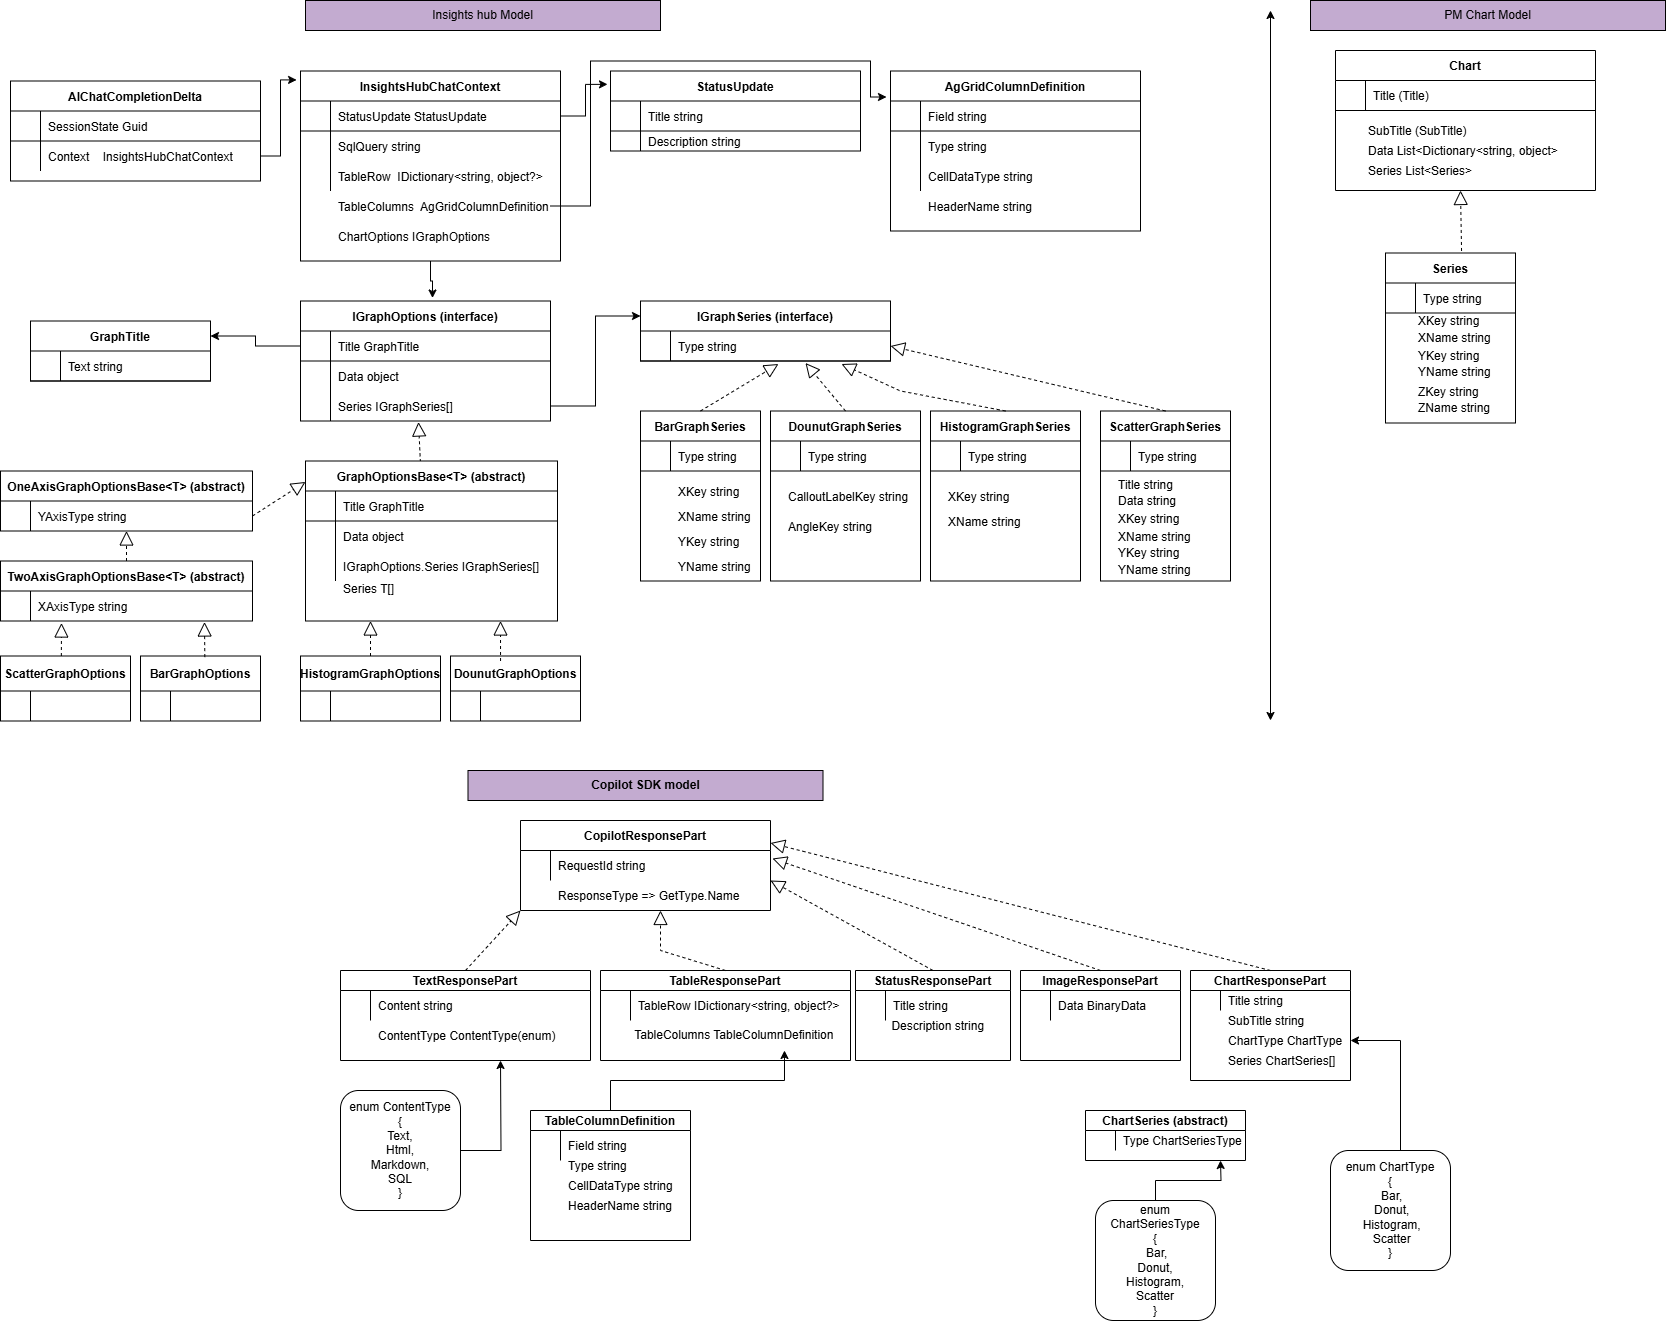 Insights hub Model
PM Chart Model
AIChatCompletionDelta
SessionState Guid
Context InsightsHubChatContext
InsightsHubChatContext
StatusUpdate StatusUpdate
SqlQuery string
TableRow IDictionary<string, object?>
TableColumns AgGridColumnDefinition
ChartOptions IGraphOptions
StatusUpdate
Title string
Description string
AgGridColumnDefinition
Field string
Type string
CellDataType string
HeaderName string
Chart
Title (Title)
SubTitle (SubTitle)
Data List<Dictionary<string, object>
Series List<Series>
Series
Type string
XKey string
XName string
YKey string
YName string
ZKey string
ZName string
GraphTitle
Text string
IGraphOptions (interface)
Title GraphTitle
Data object
Series IGraphSeries[]
IGraphSeries (interface)
Type string
BarGraphSeries
Type string
XKey string
XName string
YKey string
YName string
DounutGraphSeries
Type string
CalloutLabelKey string
AngleKey string
HistogramGraphSeries
Type string
XKey string
XName string
ScatterGraphSeries
Type string
Title string
Data string
XKey string
XName string
YKey string
YName string
OneAxisGraphOptionsBase<T> (abstract)
YAxisType string
TwoAxisGraphOptionsBase<T> (abstract)
XAxisType string
GraphOptionsBase<T> (abstract)
Title GraphTitle
Data object
IGraphOptions.Series IGraphSeries[]
Series T[]
ScatterGraphOptions
BarGraphOptions
HistogramGraphOptions
DounutGraphOptions
Copilot SDK model
CopilotResponsePart
RequestId string
ResponseType => GetType.Name
TextResponsePart
Content string
ContentType ContentType(enum)
TableResponsePart
TableRow IDictionary<string, object?>
TableColumns TableColumnDefinition
StatusResponsePart
Title string
Description string
ImageResponsePart
Data BinaryData
ChartResponsePart
Title string
SubTitle string
ChartType ChartType
Series ChartSeries[]
enum ContentType
{
Text,
Html,
Markdown,
SQL
}
TableColumnDefinition
Field string
Type string
CellDataType string
HeaderName string
ChartSeries (abstract)
Type ChartSeriesType
enum
ChartSeriesType
{
Bar,
Donut,
Histogram,
Scatter
}
enum ChartType
{
Bar,
Donut,
Histogram,
Scatter
}